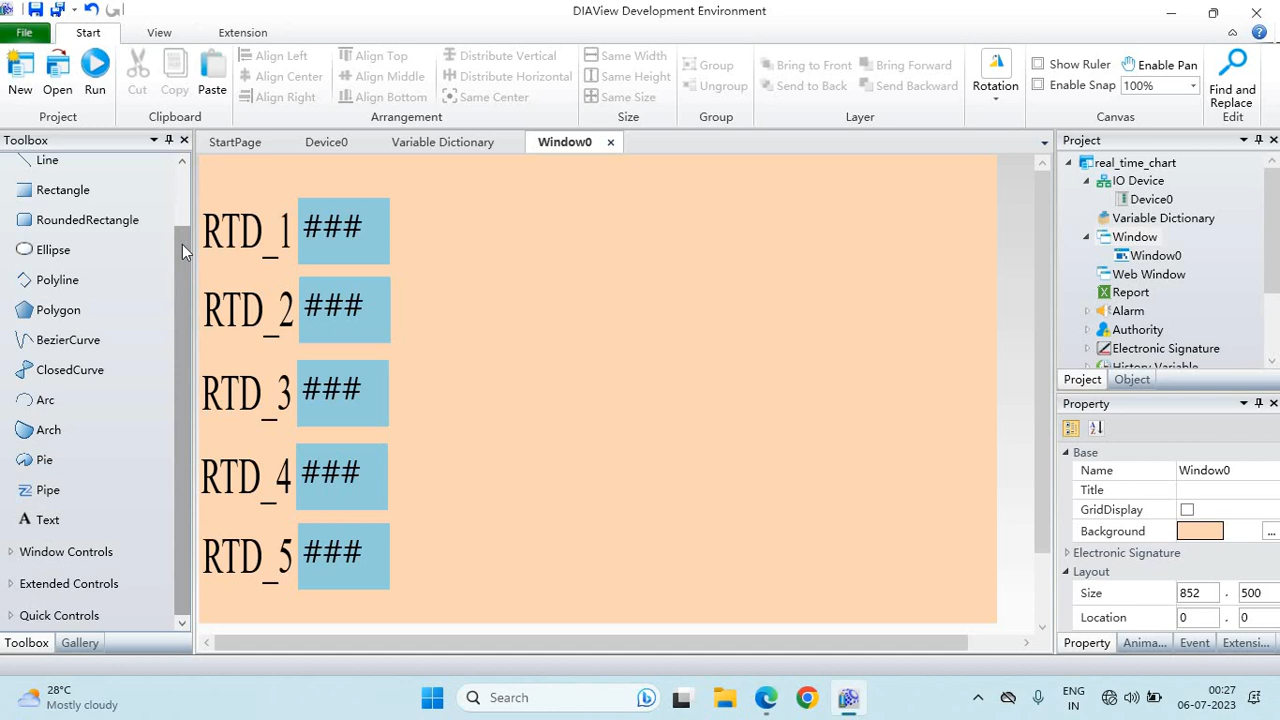 DIAView Development Environment
File Start View Extension
New Open Run Cut Copy Paste
Align Left Align Top Distribute Vertical Same Width Group Bring to Front Bring Forward Rotation Show Ruler Enable Pan Find and Replace
Align Center Align Middle Distribute Horizontal Same Height Ungroup Send to Back Send Backward Enable Snap 100%
Align Right Align Bottom Same Center Same Size
Project Clipboard Arrangement Size Group Layer Canvas Edit
Toolbox
StartPage Device0 Variable Dictionary Window0
Line
Rectangle
RoundedRectangle
Ellipse
Polyline
Polygon
BezierCurve
ClosedCurve
Arc
Arch
Pie
Pipe
Text
Window Controls
Extended Controls
Quick Controls
Toolbox Gallery
RTD_1 ###
RTD_2 ###
RTD_3 ###
RTD_4 ###
RTD_5 ###
Project
real_time_chart
IO Device
Device0
Variable Dictionary
Window
Window0
Web Window
Report
Alarm
Authority
Electronic Signature
History Variable
Project Object
Property
Base
Name Window0
Title
GridDisplay
Background ...
Electronic Signature
Layout
Size 852 . 500
Location 0 . 0
Property Anima... Event Extensi...
28°C
Mostly cloudy
Search
ENG
IN
00:27
06-07-2023